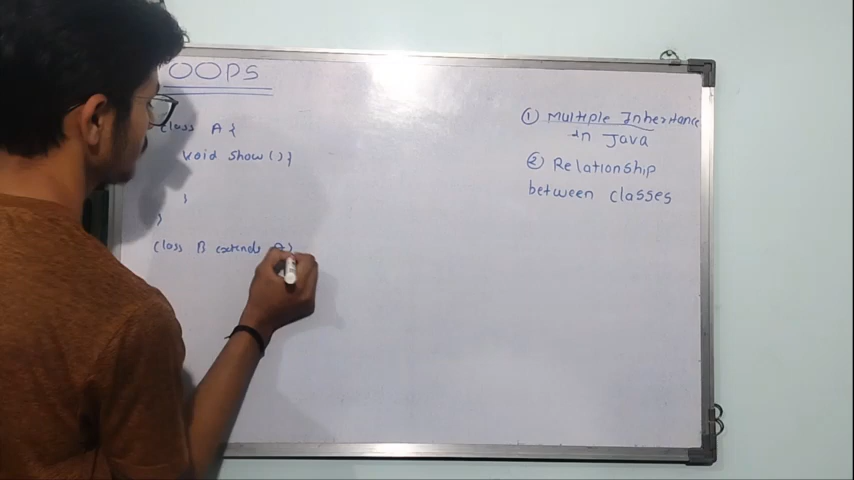 OOPS
class A {
void show () }
}
}
class B extends A }
① Multiple Inheritance
in Java
② Relationship
between classes